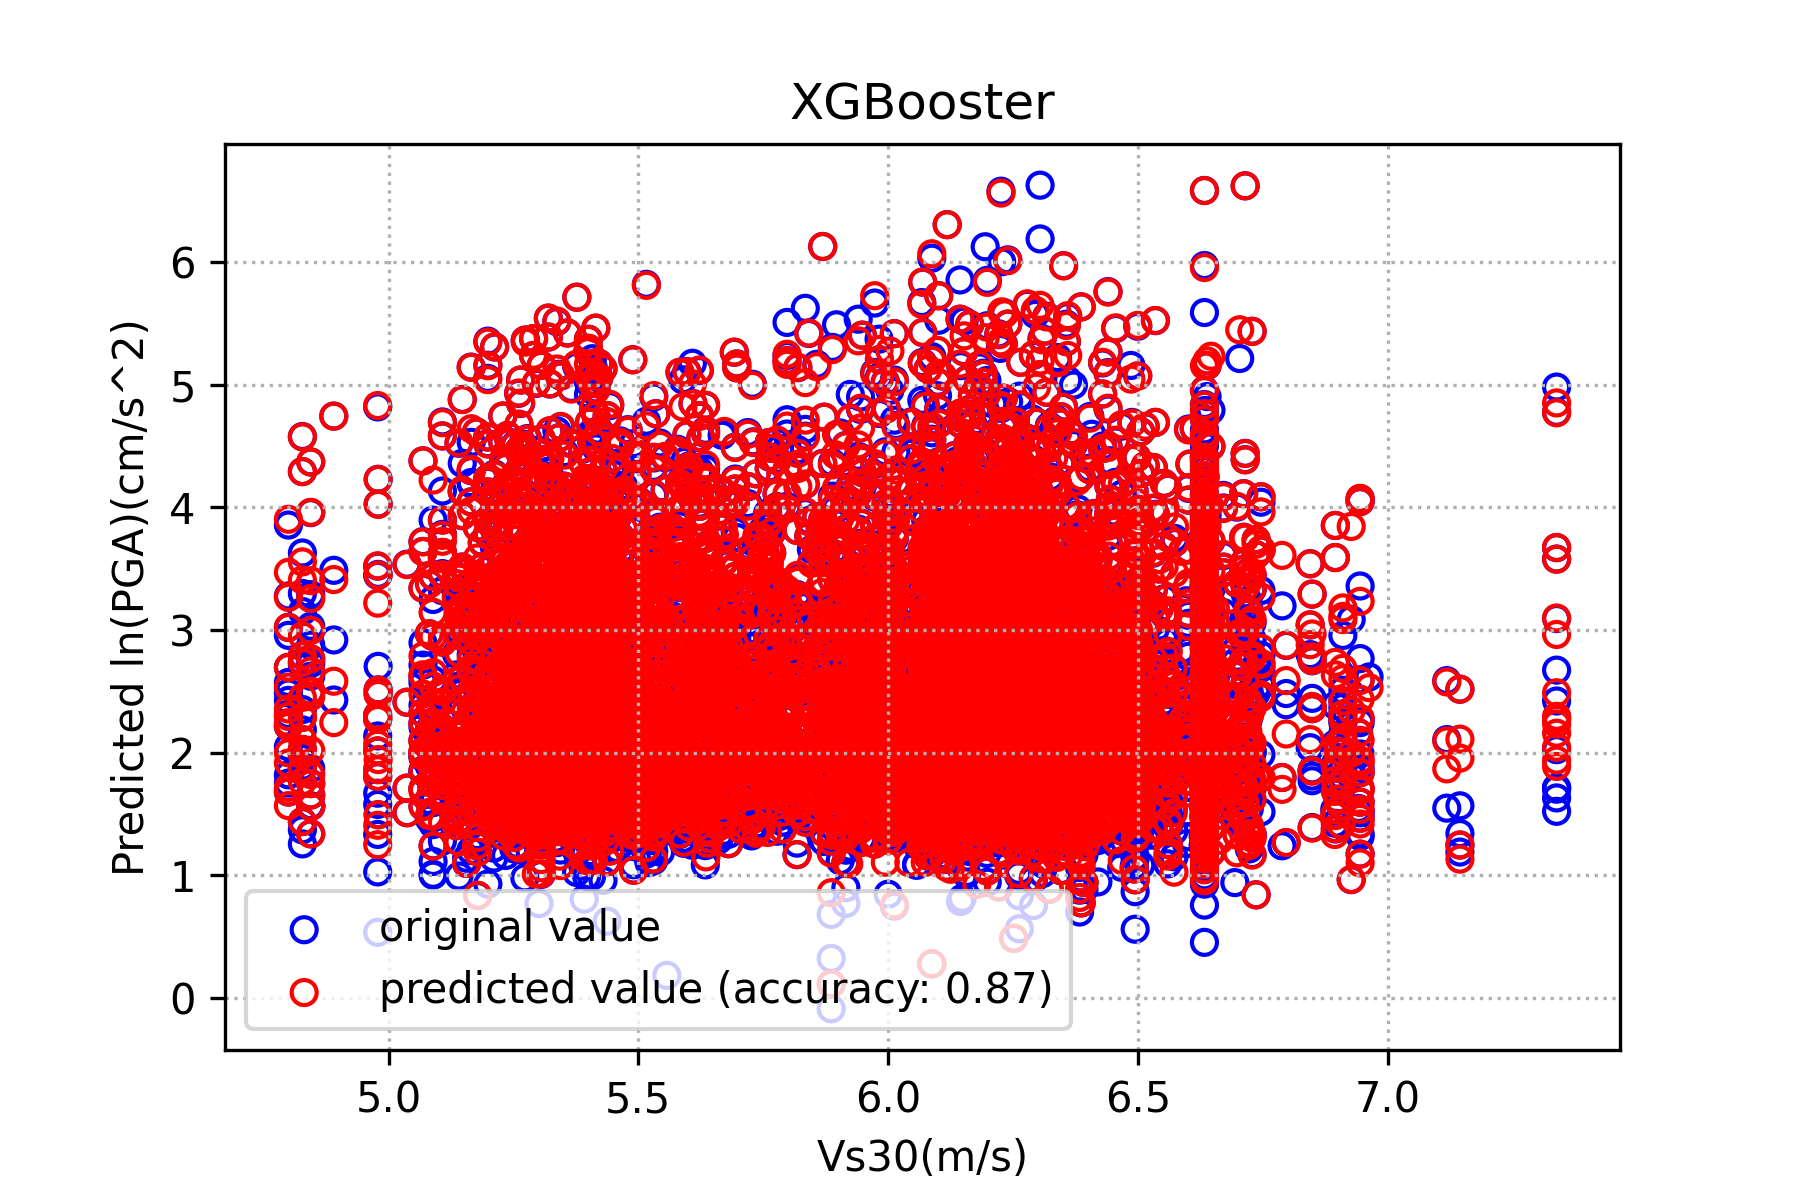 XGBooster
Predicted ln(PGA)(cm/s^2)
6
5
4
3
2
1
0
original value
predicted value (accuracy: 0.87)
5.0 5.5 6.0 6.5 7.0
Vs30(m/s)